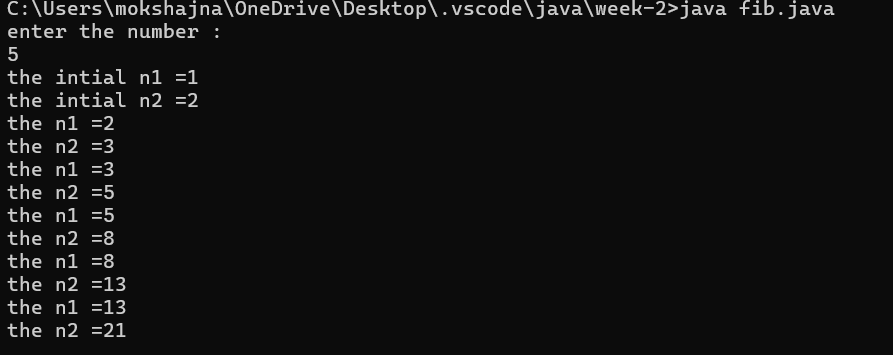 C:\Users\mokshajna\OneDrive\Desktop\.vscode\java\week-2>java fib.java
enter the number :
5
the intial n1 =1
the intial n2 =2
the n1 =2
the n2 =3
the n1 =3
the n2 =5
the n1 =5
the n2 =8
the n1 =8
the n2 =13
the n1 =13
the n2 =21